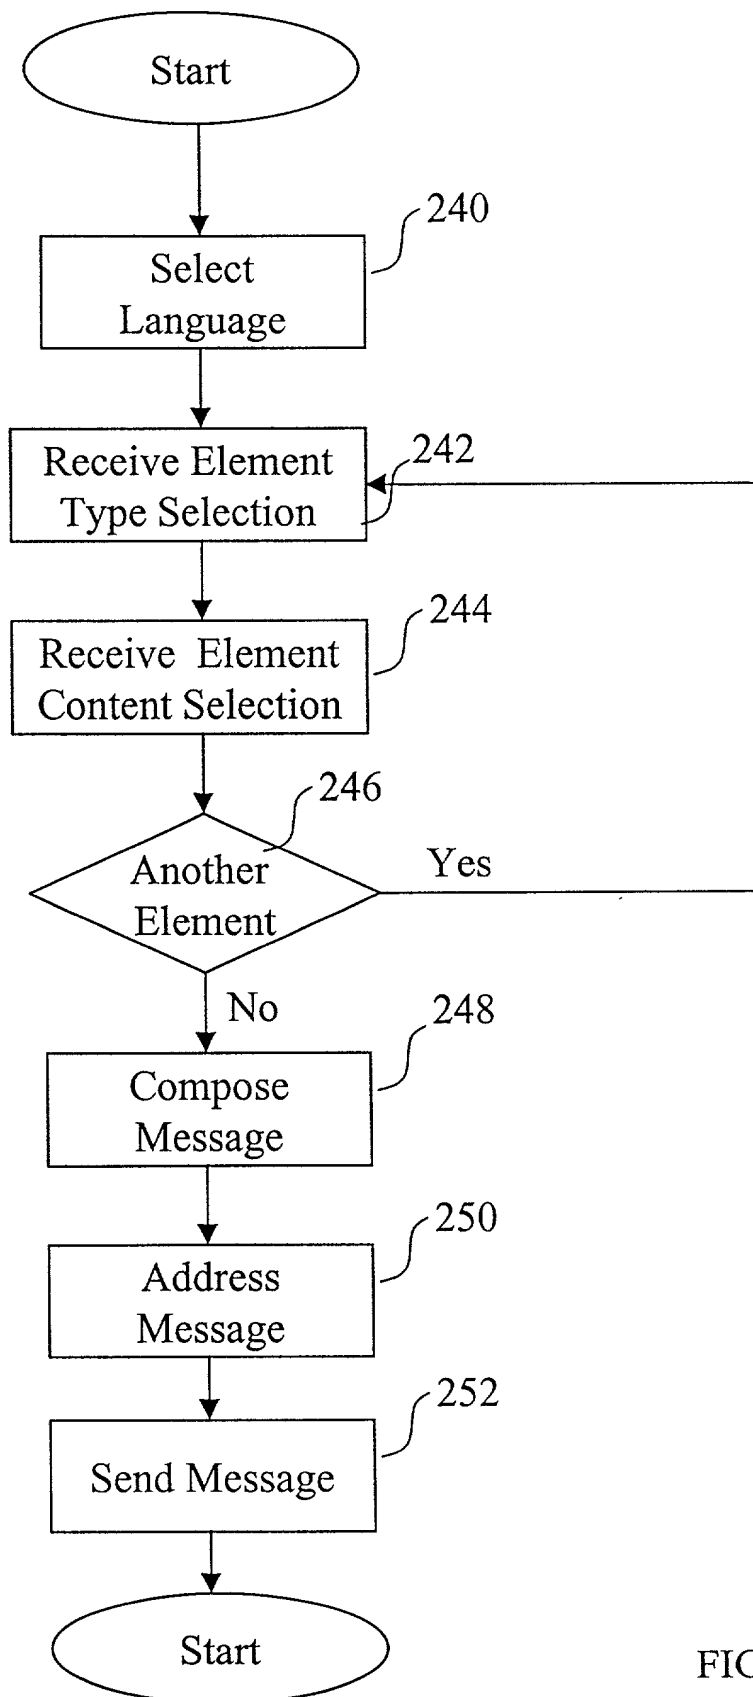 Start
240
Select
Language
242
Receive Element
Type Selection
244
Receive Element
Content Selection
246
Another
Element
Yes
No
248
Compose
Message
250
Address
Message
252
Send Message
Start
FIG